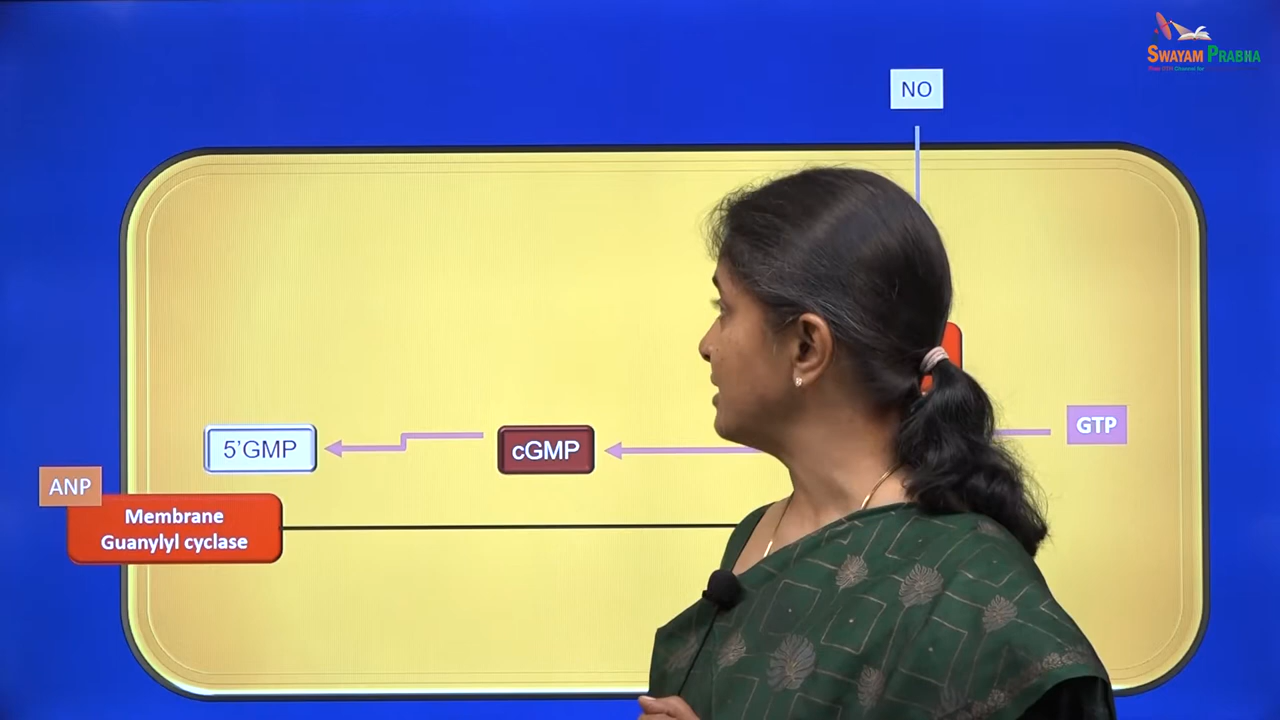 SWAYAM PRABHA
NO
GTP
5'GMP
cGMP
ANP
Membrane
Guanylyl cyclase